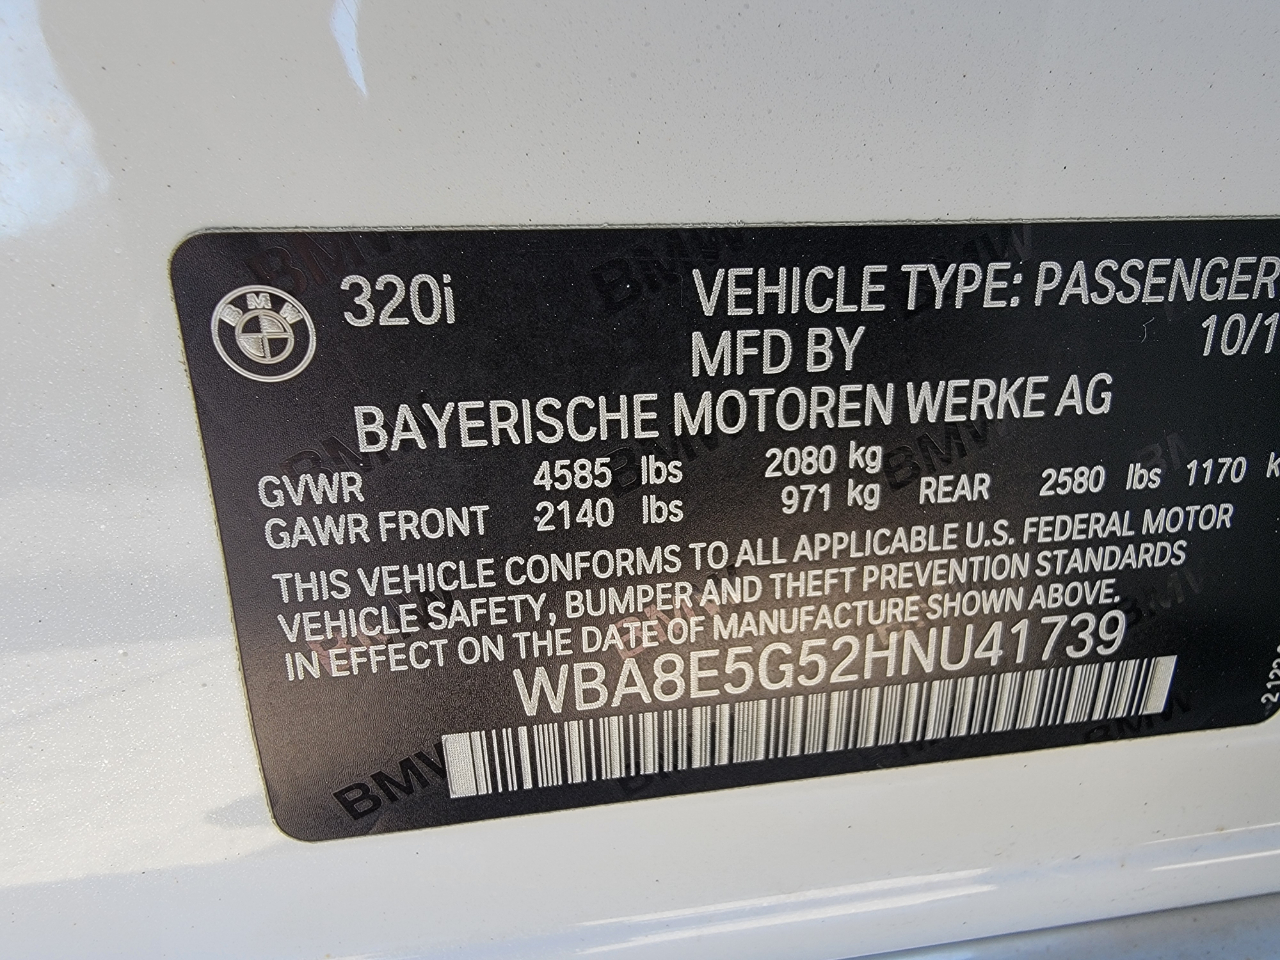 BMW
320i
VEHICLE TYPE: PASSENGER
MFD BY
10/1
BAYERISCHE MOTOREN WERKE AG
GVWR 4585 lbs 2080 kg
GAWR FRONT 2140 lbs 971 kg REAR 2580 lbs 1170 k
THIS VEHICLE CONFORMS TO ALL APPLICABLE U.S. FEDERAL MOTOR
VEHICLE SAFETY, BUMPER AND THEFT PREVENTION STANDARDS
IN EFFECT ON THE DATE OF MANUFACTURE SHOWN ABOVE.
WBA8E5G52HNU41739